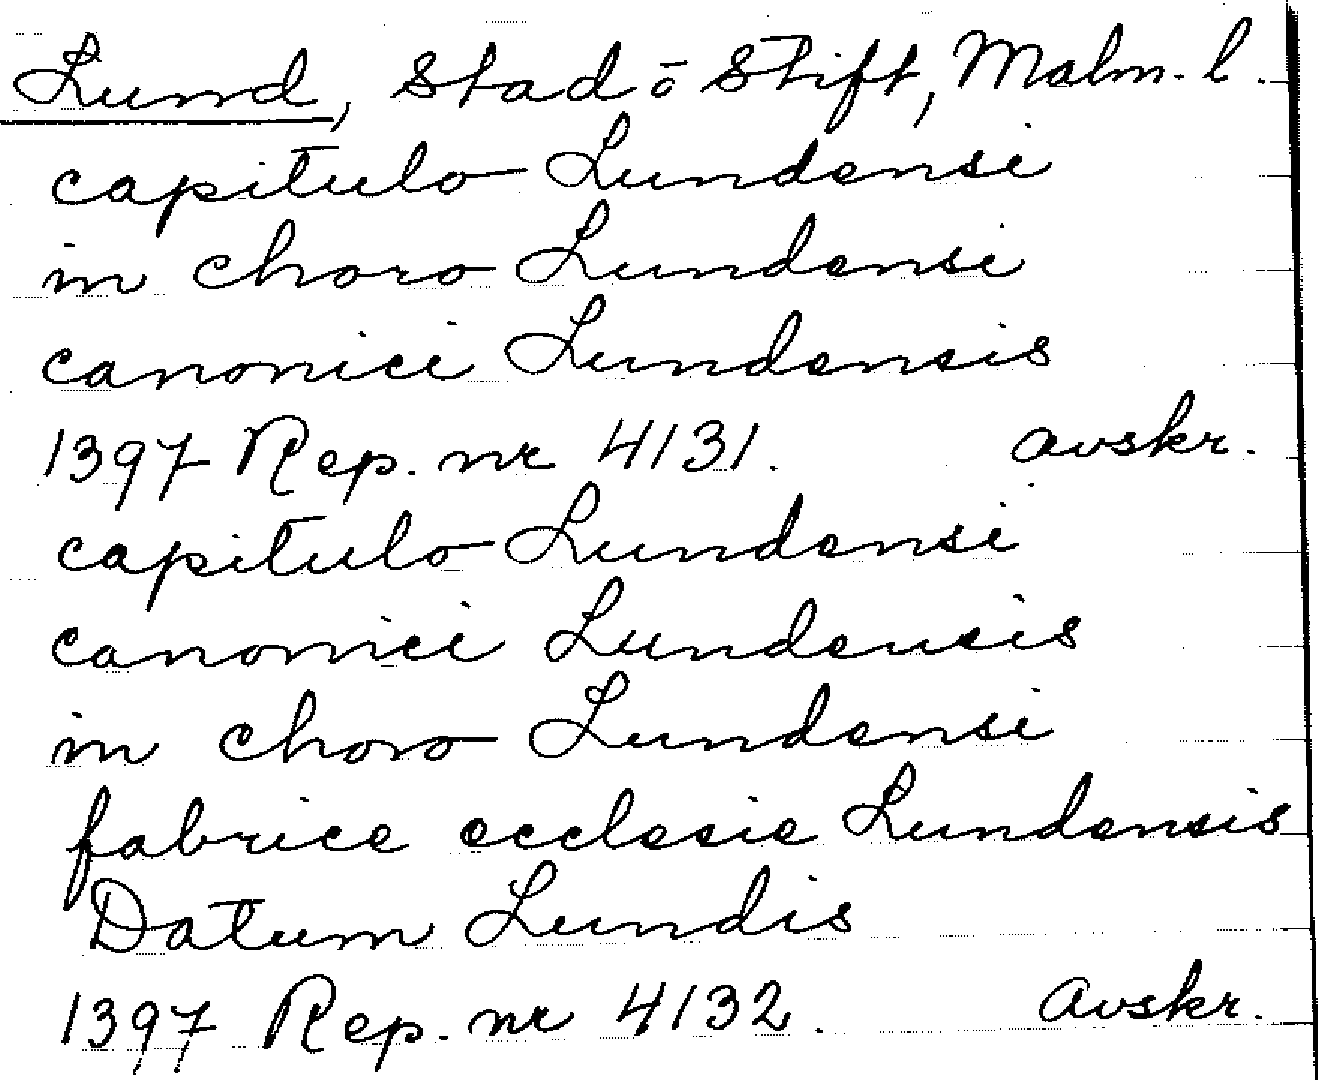 Lund, Stad o Stift, Malm. l.
capitulo Lundensi
in choro Lundensi
canonici Lundensis
1397 Rep. nr 4131. avskr.
capitulo Lundensi
canonici Lundensis
in choro Lundensi
fabrice ecclesie Lundensis
Datum Lundis
1397 Rep. nr 4132. avskr.